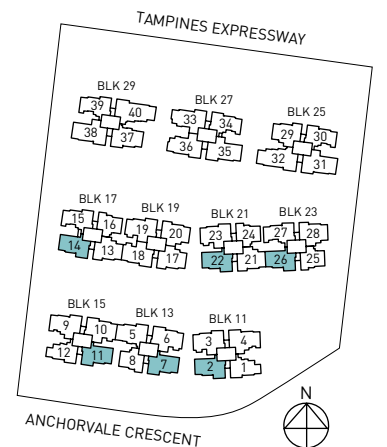 TAMPINES EXPRESSWAY
BLK 29
39 40
38 37
BLK 27
33 34
36 35
BLK 25
29 30
32 31
BLK 17
15 16
14 13
BLK 19
19 20
18 17
BLK 21
23 24
22 21
BLK 23
27 28
26 25
BLK 15
9 10
12 11
BLK 13
5 6
8 7
BLK 11
3 4
2 1
N
ANCHORVALE CRESCENT